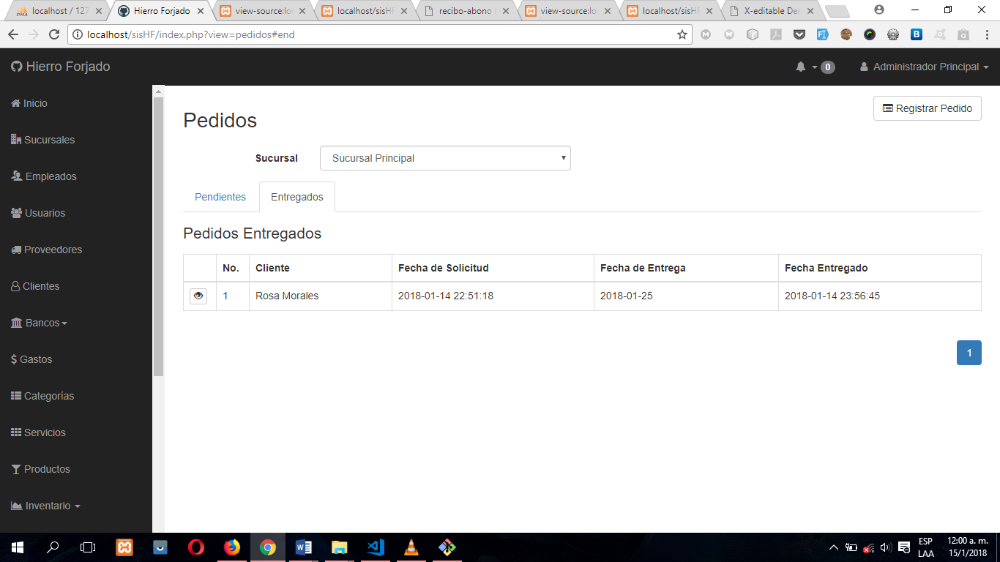 localhost / 127
Hierro Forjado
view-source:lo
localhost/sisHF
recibo-abono
view-source:lo
localhost/sisHF
X-editable De
localhost/sisHF/index.php?view=pedidos#end
Hierro Forjado
0
Administrador Principal
Inicio
Sucursales
Empleados
Usuarios
Proveedores
Clientes
Bancos
$ Gastos
Categorías
Servicios
Productos
Inventario
Registrar Pedido
Pedidos
Sucursal
Sucursal Principal
Pendientes
Entregados
Pedidos Entregados
No. Cliente Fecha de Solicitud Fecha de Entrega Fecha Entregado
1 Rosa Morales 2018-01-14 22:51:18 2018-01-25 2018-01-14 23:56:45
1
ESP
LAA
12:00 a. m.
15/1/2018